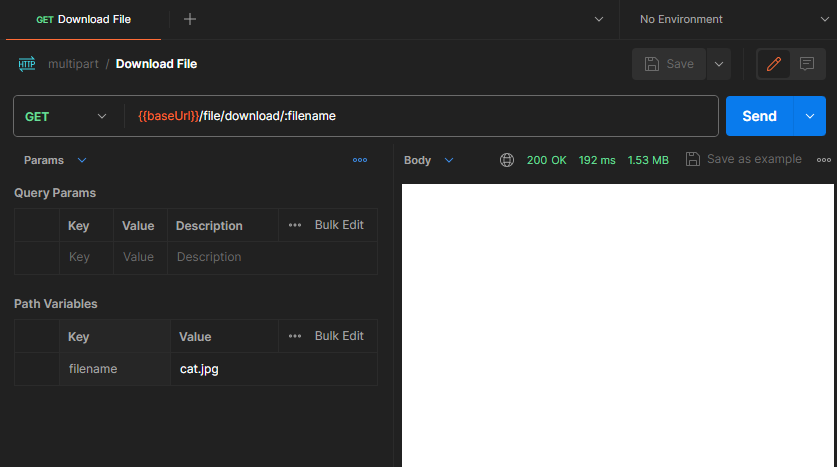 GET Download File
No Environment
HTTP multipart / Download File
Save
GET
{{baseUrl}}/file/download/:filename
Send
Params
Body
200 OK 192 ms 1.53 MB Save as example
Query Params
Key Value Description Bulk Edit
Key Value Description
Path Variables
Key Value Bulk Edit
filename cat.jpg